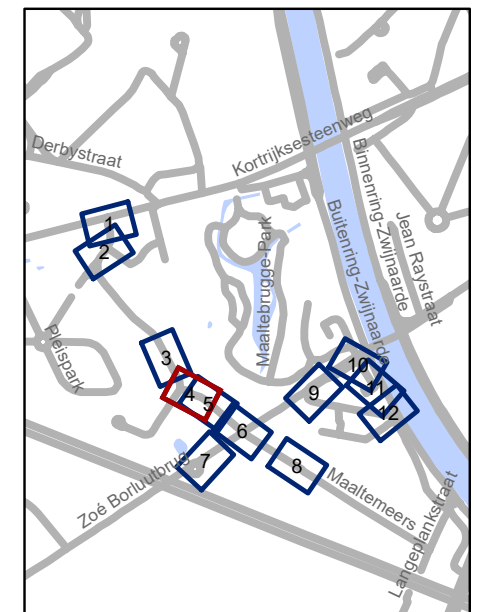 Derbystraat
Kortrijksesteenweg
Binnenring-Zwijnaarde
Jean Raystraat
Buitenring-Zwijnaarde
Maaltebrugge-Park
Pleispark
Zoé Borluutbrug
Maaltemeers
Langeplankstraat
1
2
3
4
5
6
7
8
9
10
11
12